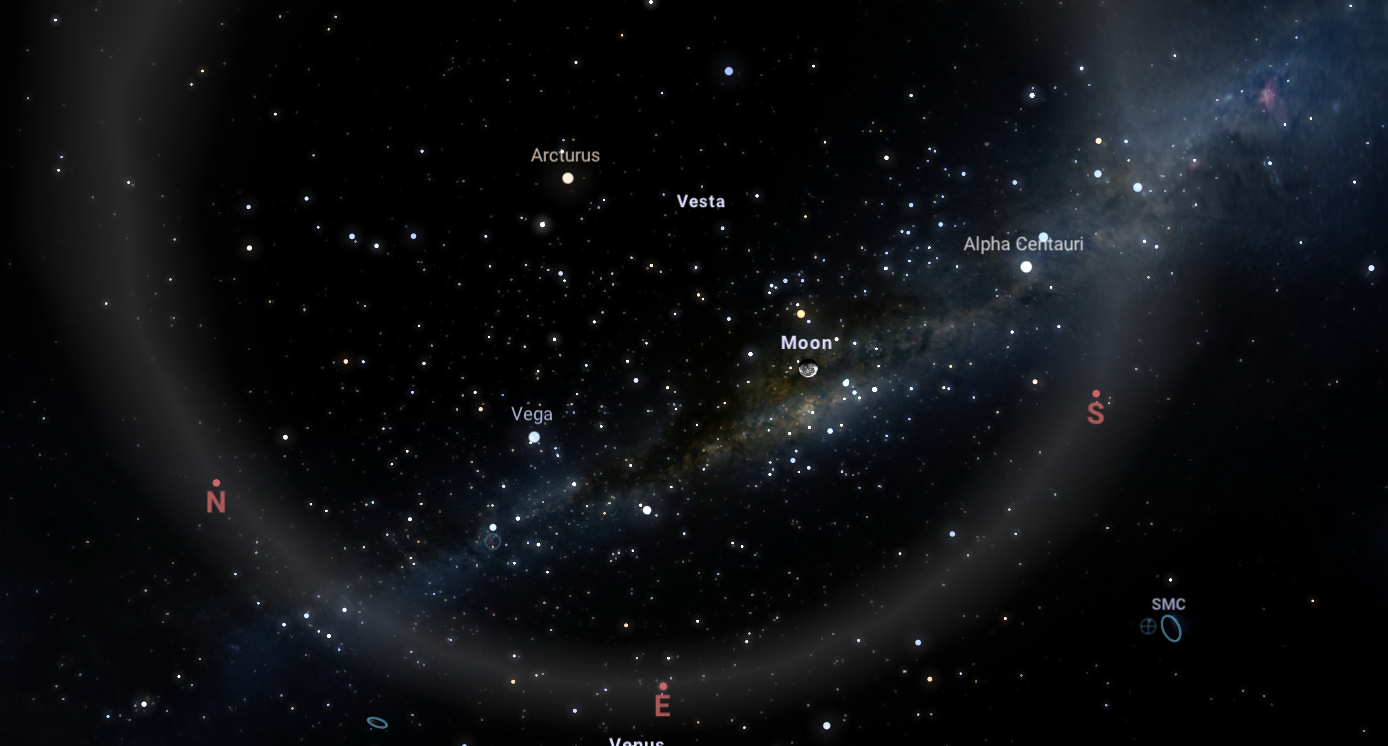 Arcturus
Vesta
Alpha Centauri
Moon
Vega
S
N
SMC
E
Venus